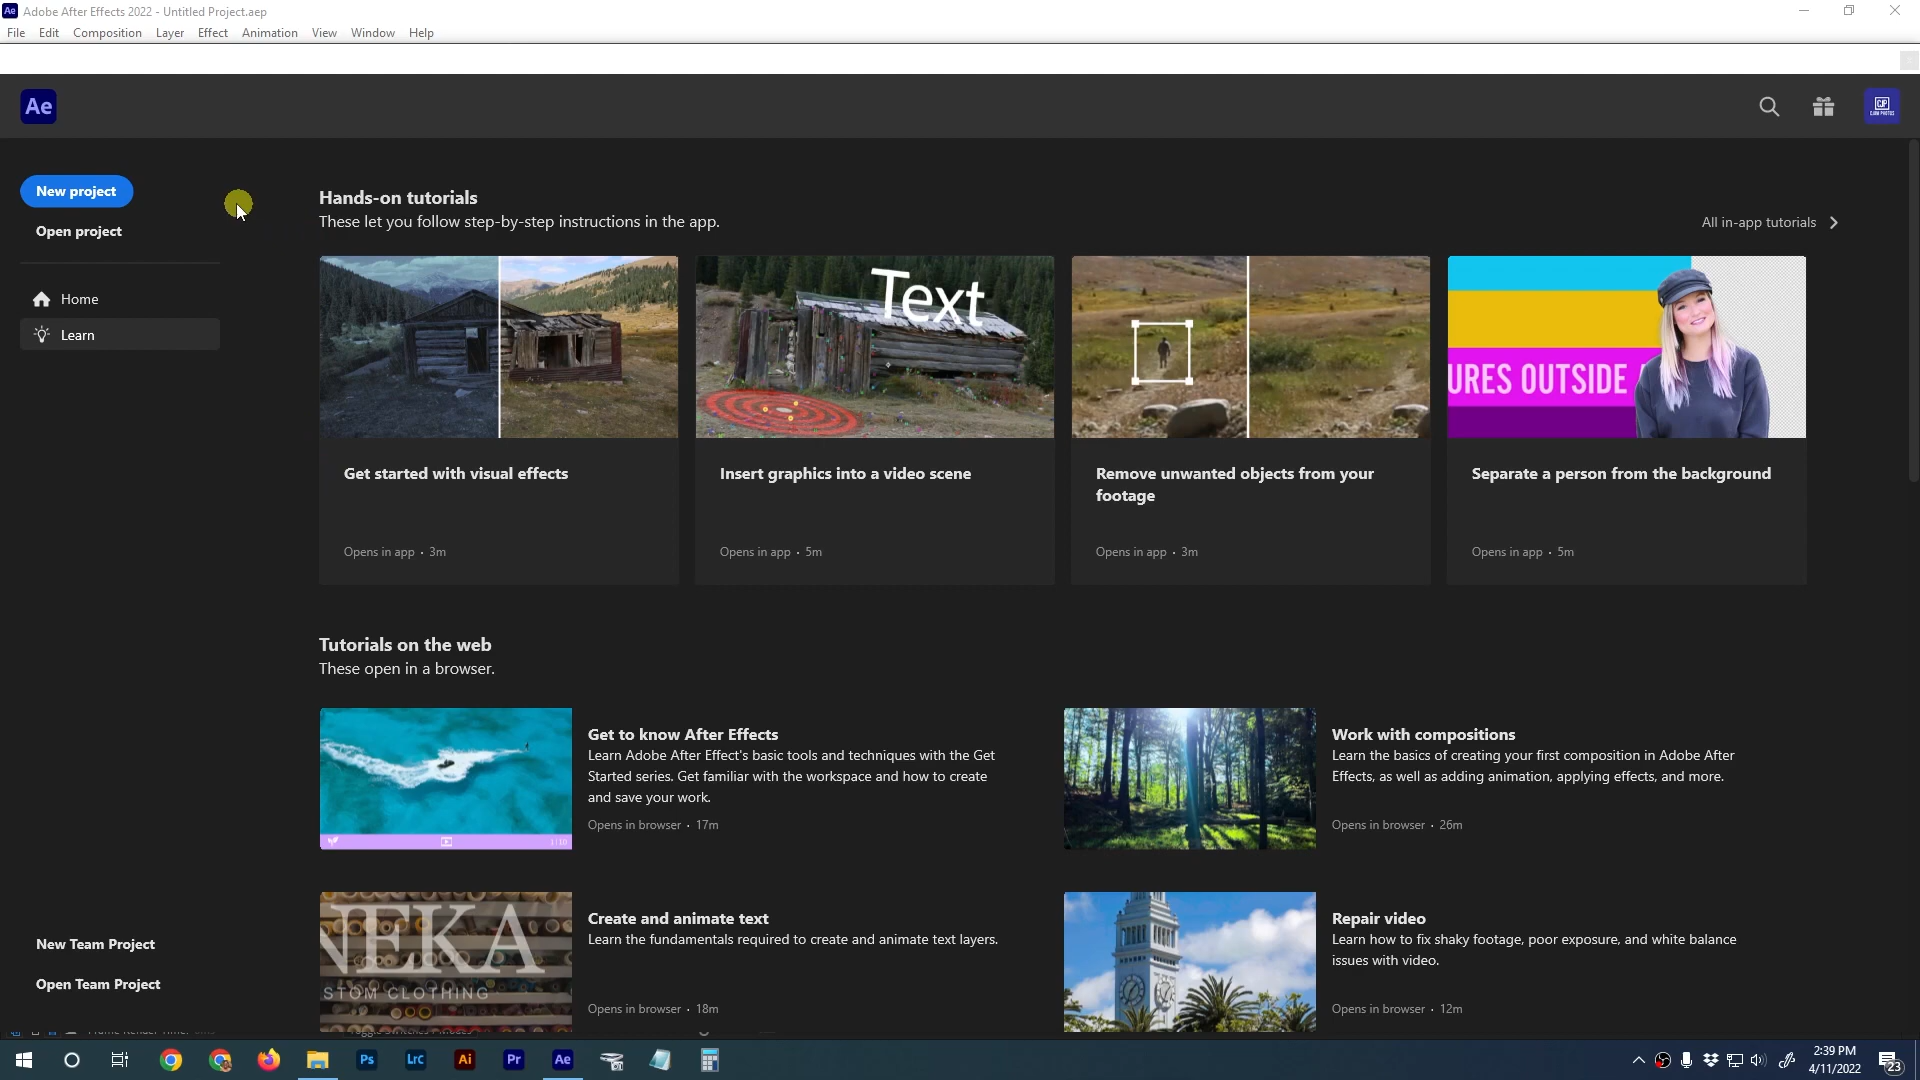 Ae Adobe After Effects 2022 - Untitled Project.aep
File Edit Composition Layer Effect Animation View Window Help
Ae
CJP
New project
Open project
Home
Learn
Hands-on tutorials
These let you follow step-by-step instructions in the app.
All in-app tutorials
Text
URES OUTSIDE
Get started with visual effects
Opens in app • 3m
Insert graphics into a video scene
Opens in app • 5m
Remove unwanted objects from your
footage
Opens in app • 3m
Separate a person from the background
Opens in app • 5m
Tutorials on the web
These open in a browser.
Get to know After Effects
Learn Adobe After Effect's basic tools and techniques with the Get
Started series. Get familiar with the workspace and how to create
and save your work.
Opens in browser • 17m
Work with compositions
Learn the basics of creating your first composition in Adobe After
Effects, as well as adding animation, applying effects, and more.
Opens in browser • 26m
NEKA
STOM CLOTHING
Create and animate text
Learn the fundamentals required to create and animate text layers.
Opens in browser • 18m
Repair video
Learn how to fix shaky footage, poor exposure, and white balance
issues with video.
Opens in browser • 12m
New Team Project
Open Team Project
Ps LrC Ai Pr Ae
2:39 PM
4/11/2022
23